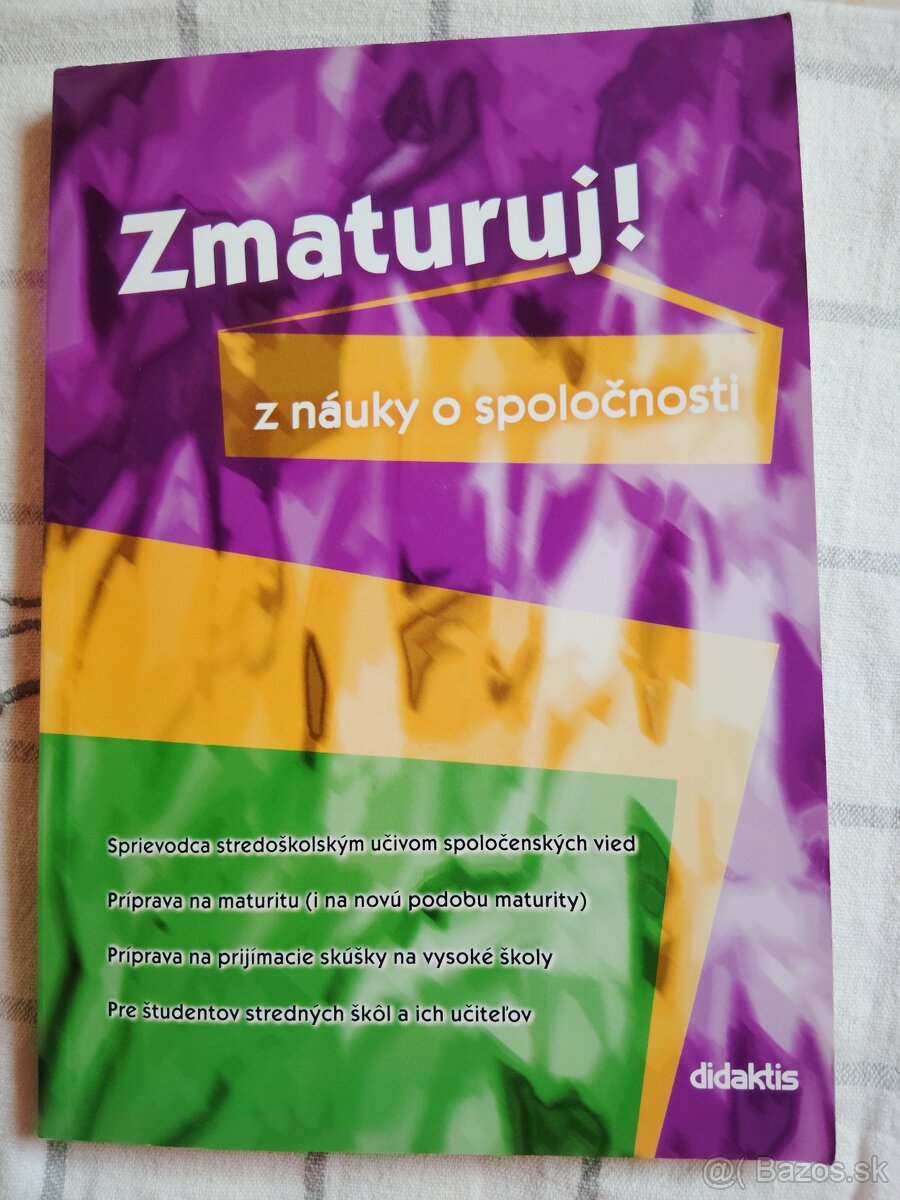 Zmaturuj!
z náuky o spoločnosti
Sprievodca stredoškolským učivom spoločenských vied
Príprava na maturitu (i na novú podobu maturity)
Príprava na prijímacie skúšky na vysoké školy
Pre študentov stredných škôl a ich učiteľov
didaktis
@( Bazos.sk